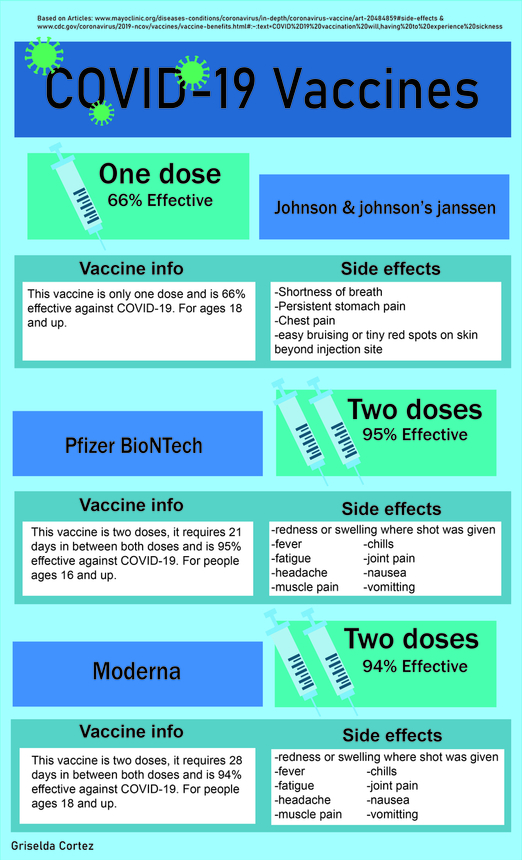 Based on Articles: www.mayoclinic.org/diseases-conditions/coronavirus/in-depth/coronavirus-vaccine/art-20484859#side-effects &
www.cdc.gov/coronavirus/2019-ncov/vaccines/vaccine-benefits.html#:~:text=COVID%2D19%20vaccination%20will,having%20to%20experience%20sickness
COVID-19 Vaccines
One dose
66% Effective
Johnson & johnson's janssen
Vaccine info
This vaccine is only one dose and is 66%
effective against COVID-19. For ages 18
and up.
Side effects
-Shortness of breath
-Persistent stomach pain
-Chest pain
-easy bruising or tiny red spots on skin
beyond injection site
Pfizer BioNTech
Two doses
95% Effective
Vaccine info
This vaccine is two doses, it requires 21
days in between both doses and is 95%
effective against COVID-19. For people
ages 16 and up.
Side effects
-redness or swelling where shot was given
-fever -chills
-fatigue -joint pain
-headache -nausea
-muscle pain -vomitting
Moderna
Two doses
94% Effective
Vaccine info
This vaccine is two doses, it requires 28
days in between both doses and is 94%
effective against COVID-19. For people
ages 18 and up.
Side effects
-redness or swelling where shot was given
-fever -chills
-fatigue -joint pain
-headache -nausea
-muscle pain -vomitting
Griselda Cortez